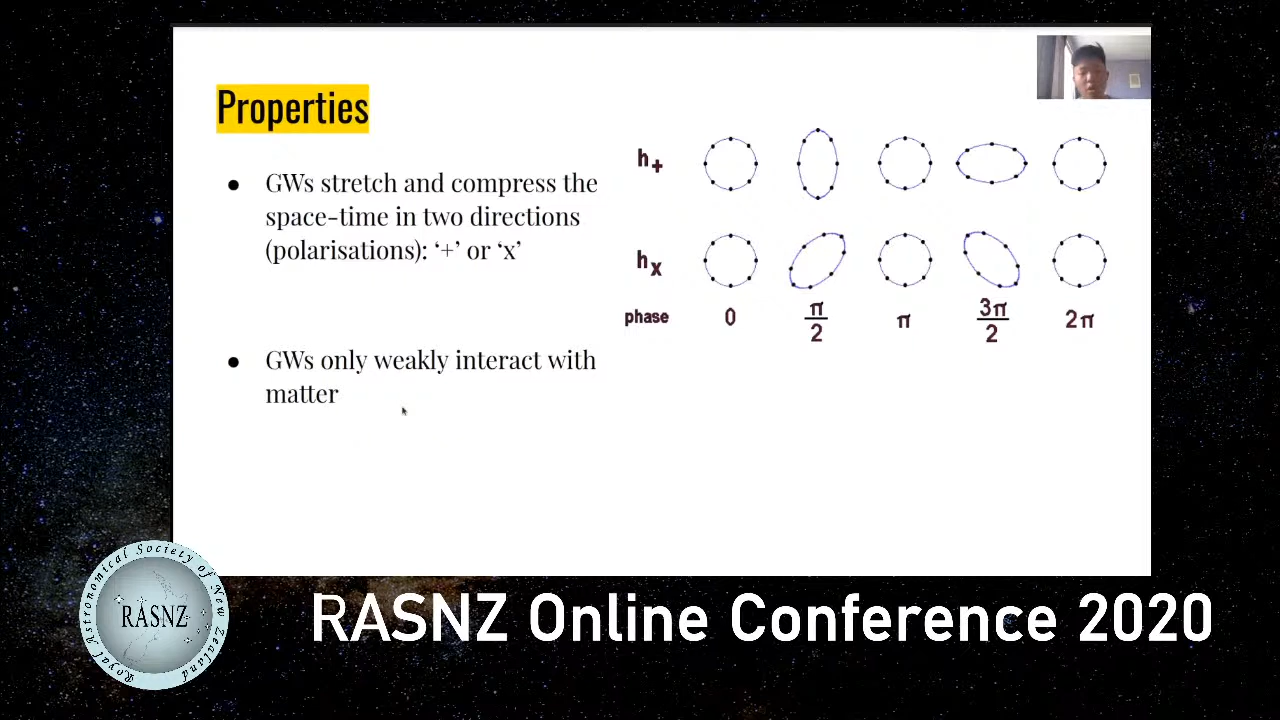 Properties
● GWs stretch and compress the
space-time in two directions
(polarisations): ‘+’ or ‘x’
● GWs only weakly interact with
matter
h+
hx
phase 0 π/2 π 3π/2 2π
Royal Astronomical Society of New Zealand
RASNZ
RASNZ Online Conference 2020